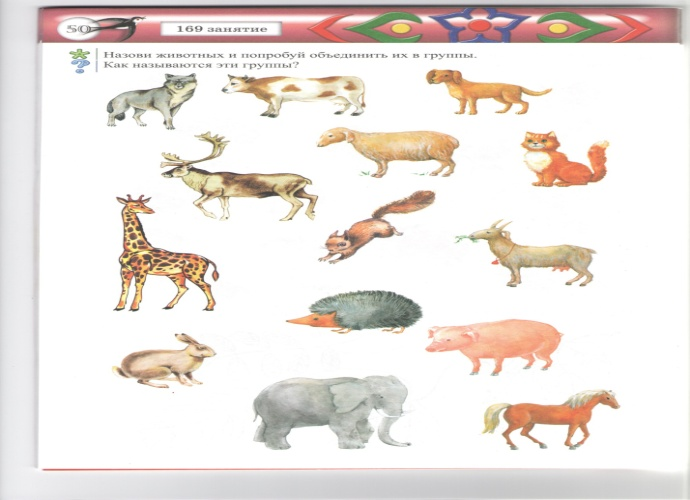 50
169 занятие
Назови животных и попробуй объединить их в группы.
Как называются эти группы?